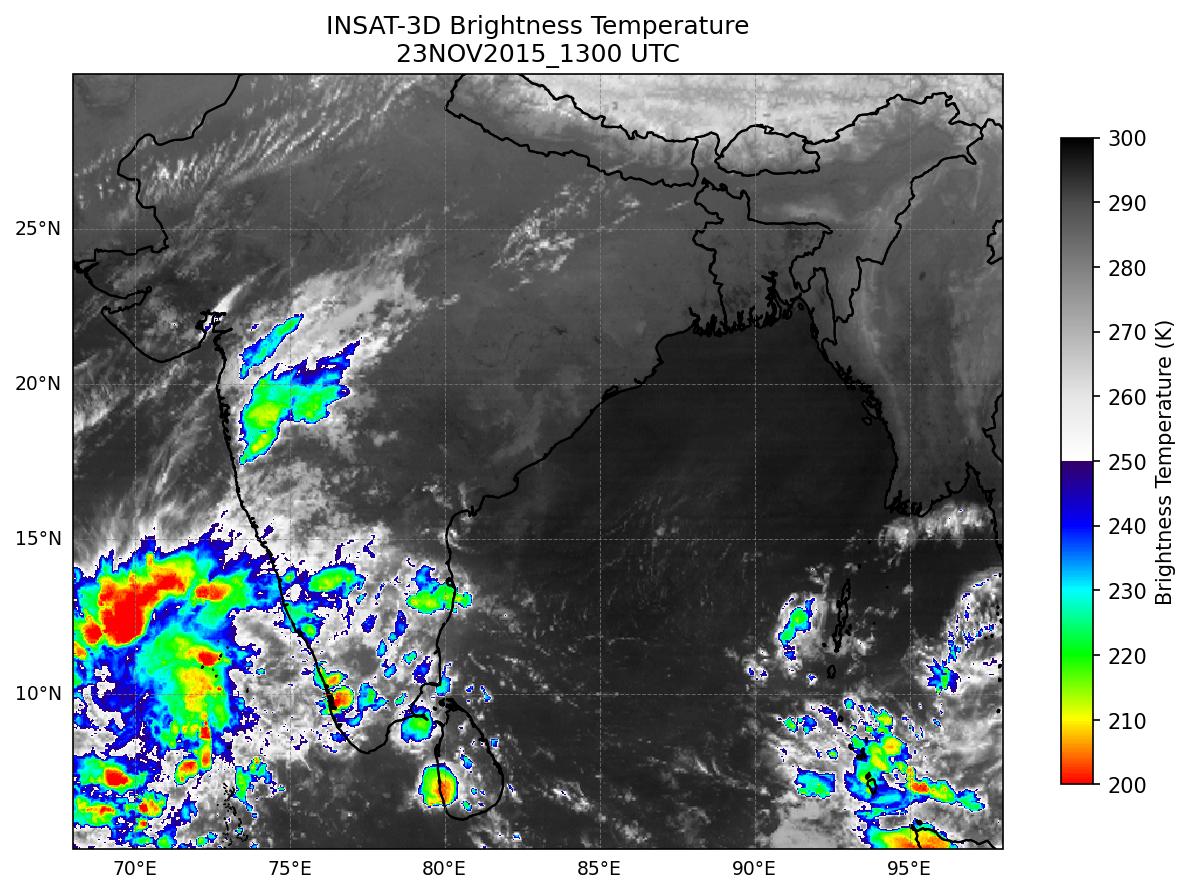 INSAT-3D Brightness Temperature
23NOV2015_1300 UTC
25°N
20°N
15°N
10°N
70°E
75°E
80°E
85°E
90°E
95°E
300
290
280
270
260
250
240
230
220
210
200
Brightness Temperature (K)